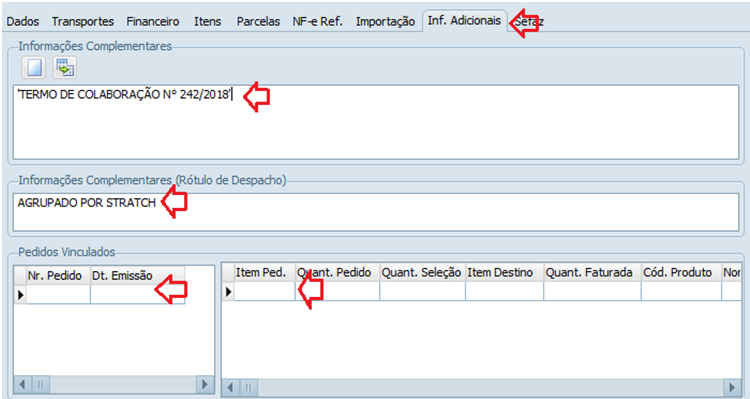 Dados Transportes Financeiro Itens Parcelas NF-e Ref. Importação Inf. Adicionais Sefaz
Informações Complementares
'TERMO DE COLABORAÇÃO Nº 242/2018'
Informações Complementares (Rótulo de Despacho)
AGRUPADO POR STRATCH
Pedidos Vinculados
Nr. Pedido Dt. Emissão
Item Ped. Quant. Pedido Quant. Seleção Item Destino Quant. Faturada Cód. Produto